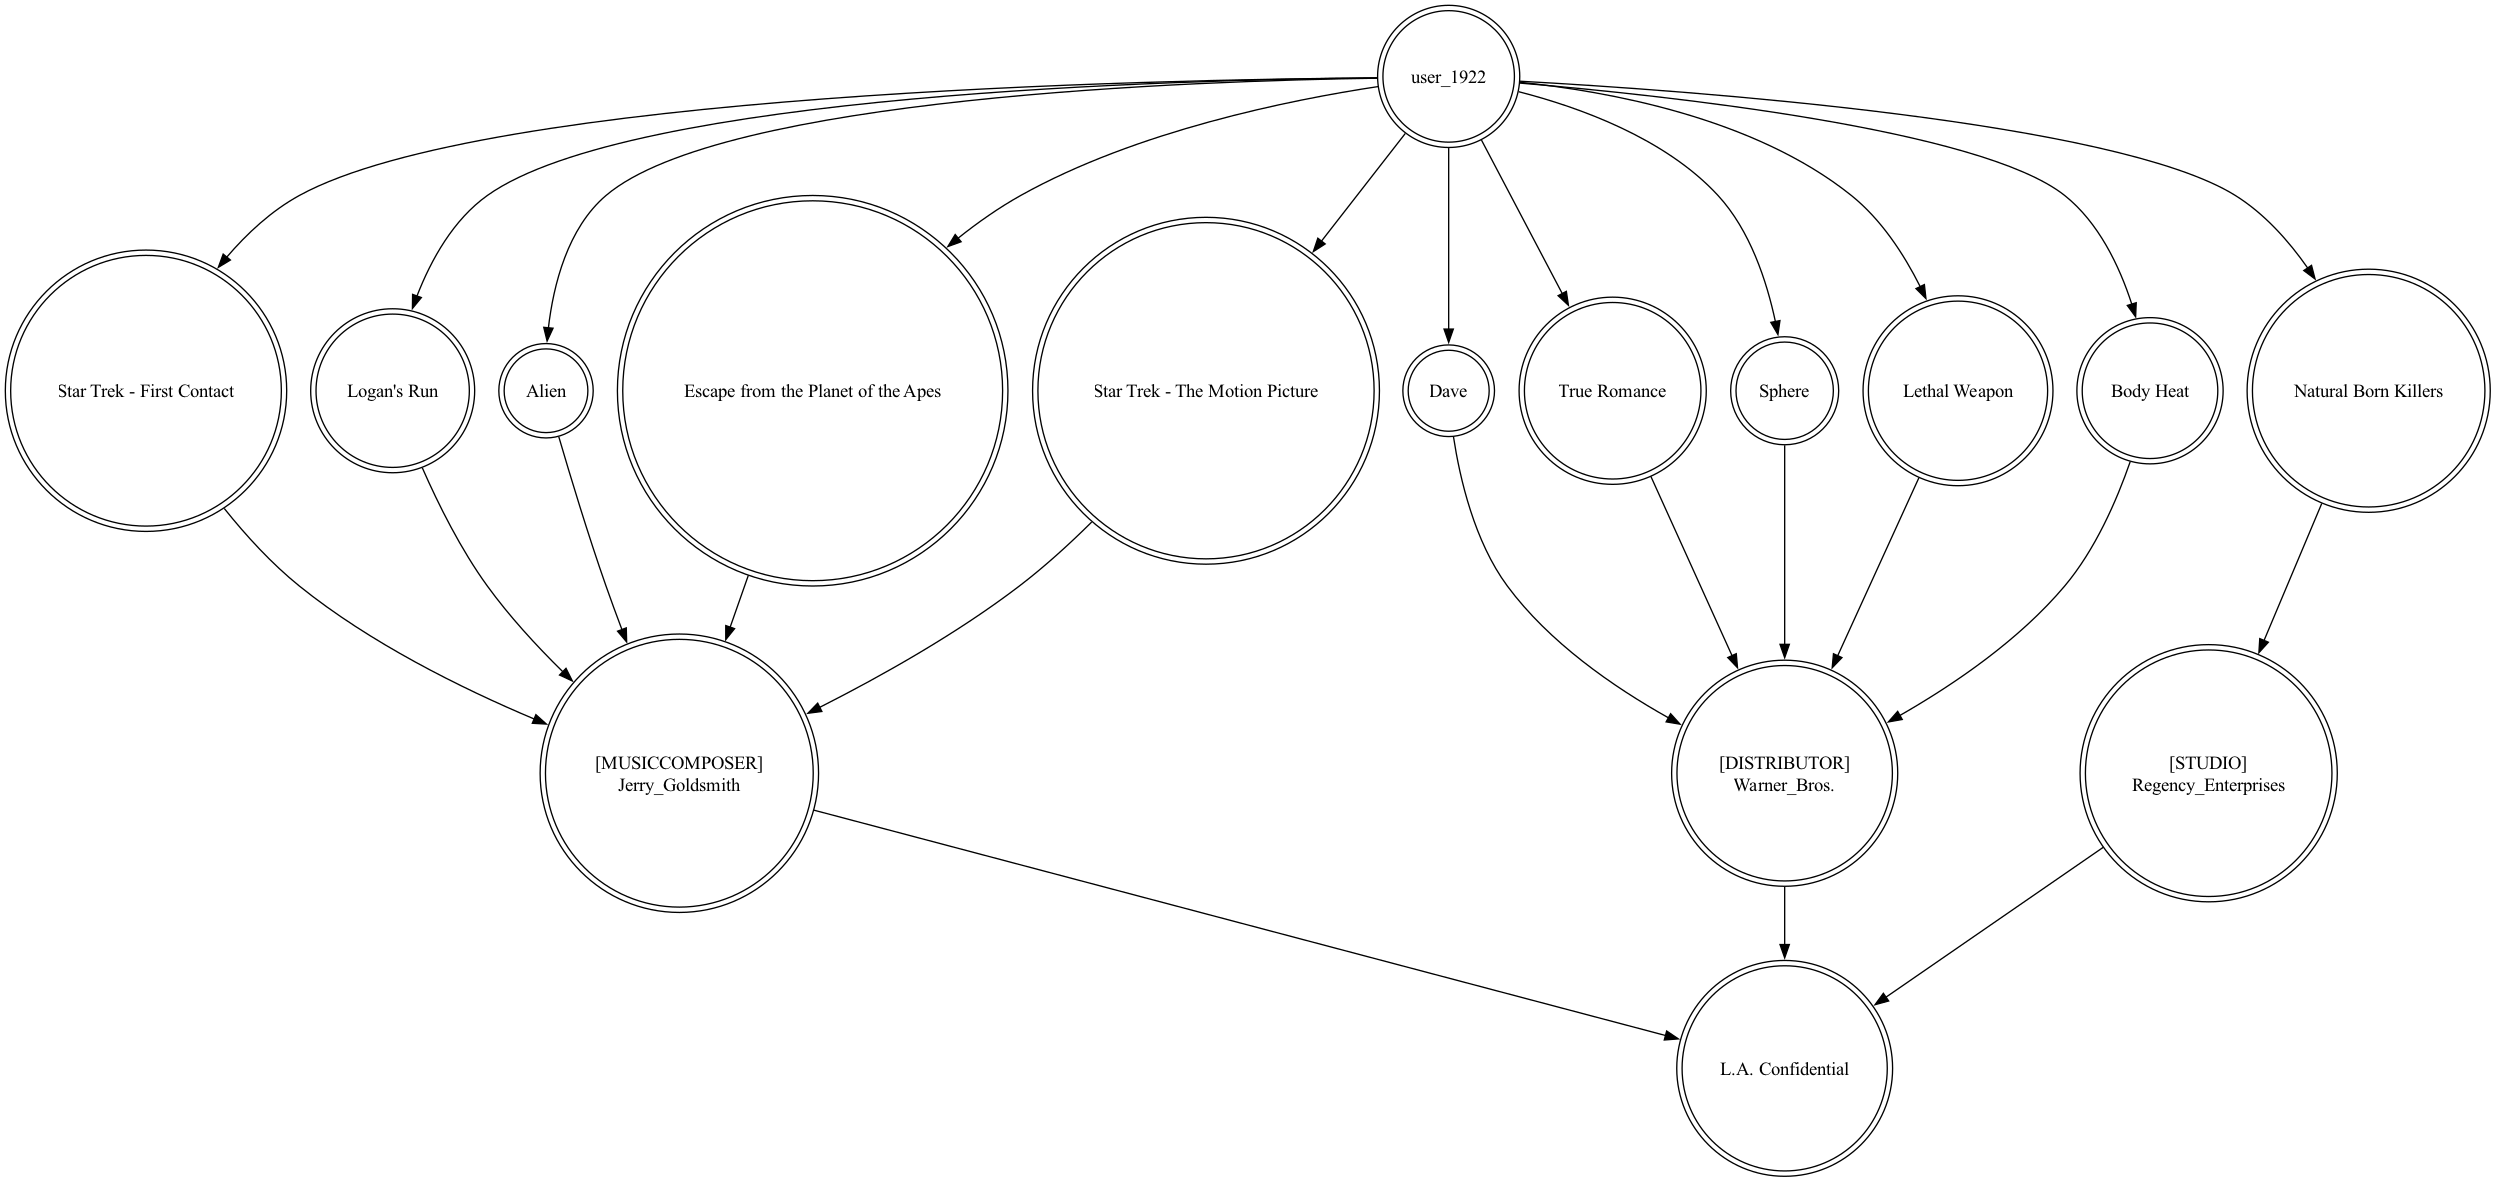 user_1922
Star Trek - First Contact
Logan's Run
Alien
Escape from the Planet of the Apes
Star Trek - The Motion Picture
Dave
True Romance
Sphere
Lethal Weapon
Body Heat
Natural Born Killers
[MUSICCOMPOSER]
Jerry_Goldsmith
[DISTRIBUTOR]
Warner_Bros.
[STUDIO]
Regency_Enterprises
L.A. Confidential